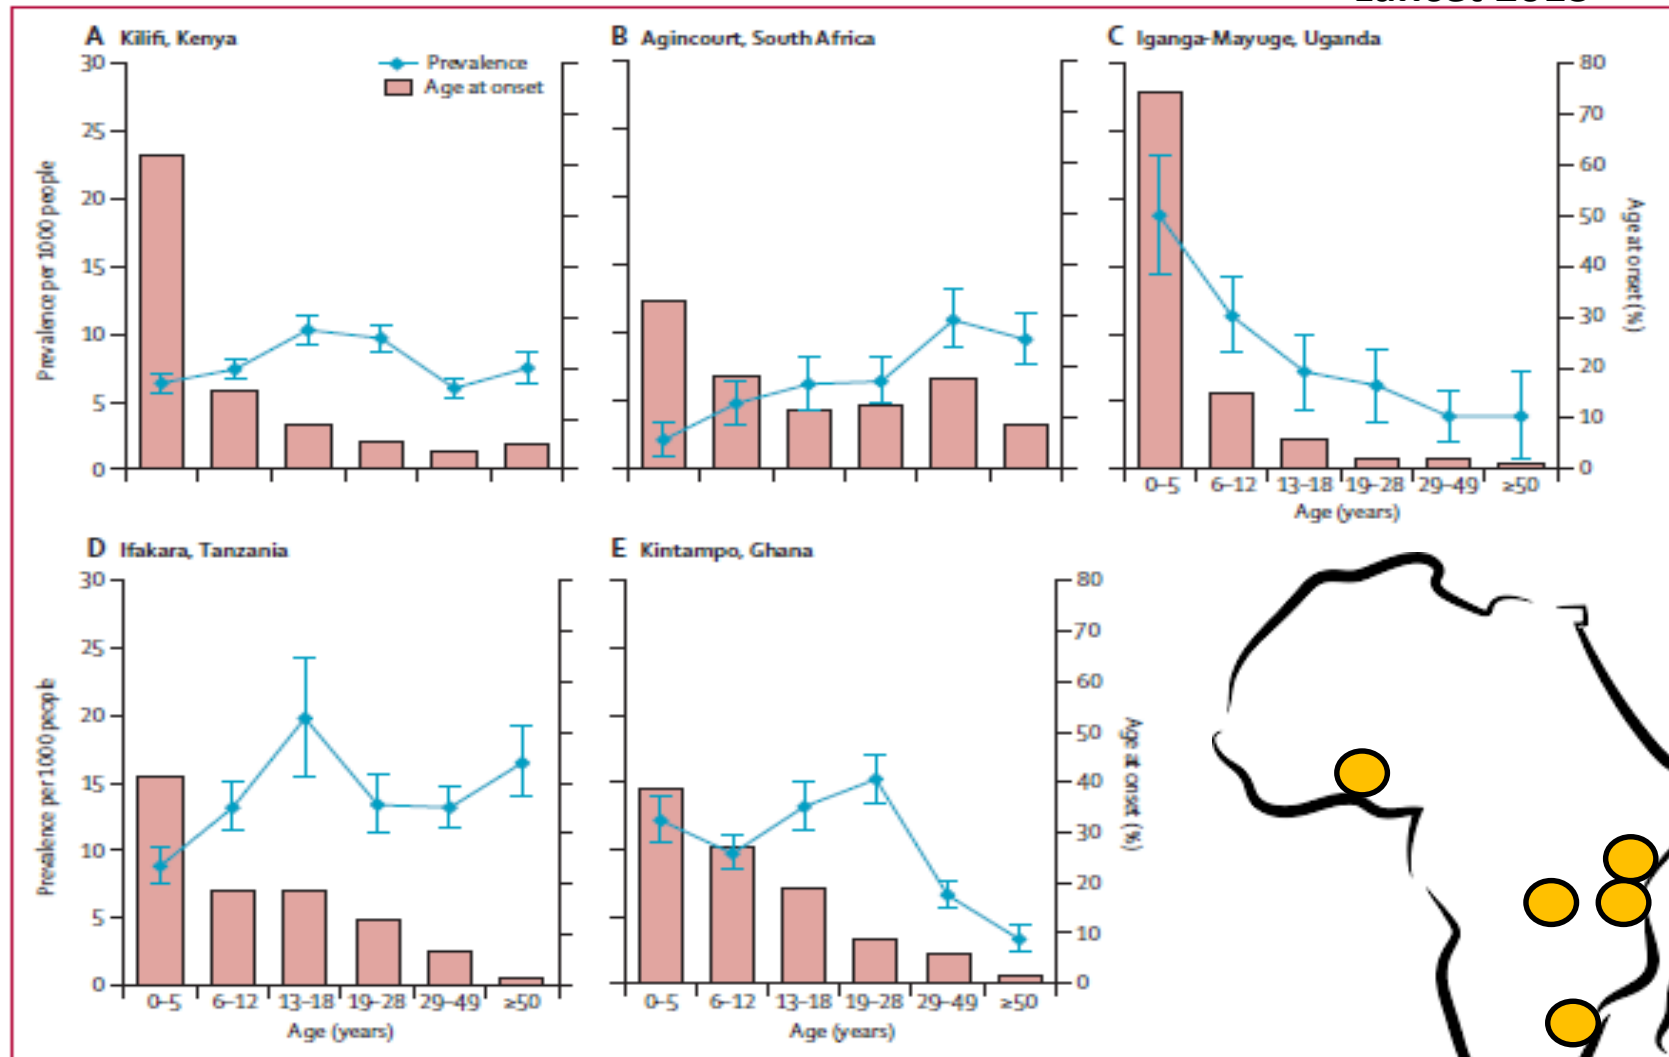 A Kilifi, Kenya
Prevalence
Age at onset
30
25
20
15
10
5
0
Prevalence per 1000 people
B Agincourt, South Africa
C Iganga-Mayuge, Uganda
80
70
60
50
40
30
20
10
0
Age at onset (%)
0–5 6–12 13–18 19–28 29–49 ≥50
Age (years)
D Ifakara, Tanzania
30
25
20
15
10
5
0
Prevalence per 1000 people
0–5 6–12 13–18 19–28 29–49 ≥50
Age (years)
E Kintampo, Ghana
80
70
60
50
40
30
20
10
0
Age at onset (%)
0–5 6–12 13–18 19–28 29–49 ≥50
Age (years)